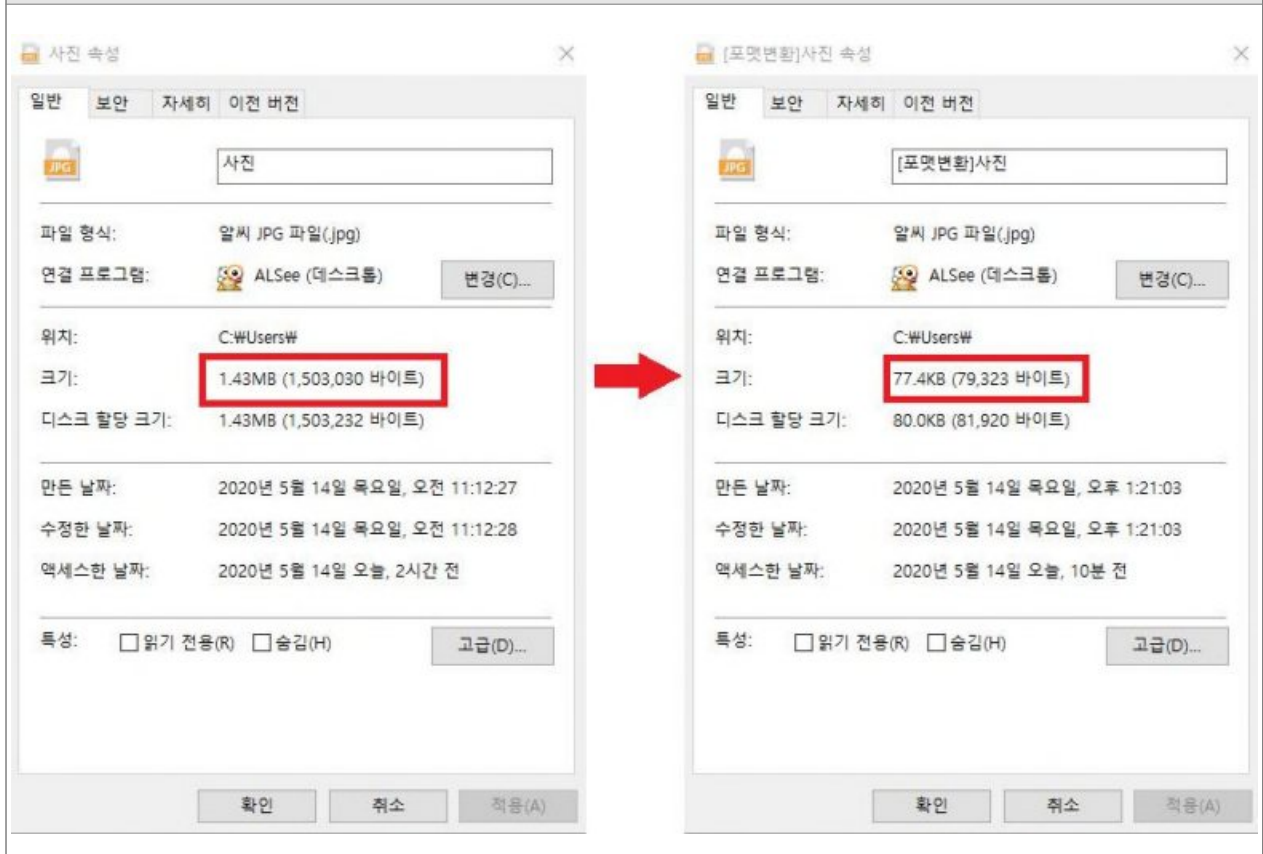 사진 속성
일반 보안 자세히 이전 버전
JPG
사진
파일 형식: 알씨 JPG 파일(.jpg)
연결 프로그램: ALSee (데스크톱) 변경(C)...
위치: C:₩Users₩
크기: 1.43MB (1,503,030 바이트)
디스크 할당 크기: 1.43MB (1,503,232 바이트)
만든 날짜: 2020년 5월 14일 목요일, 오전 11:12:27
수정한 날짜: 2020년 5월 14일 목요일, 오전 11:12:28
액세스한 날짜: 2020년 5월 14일 오늘, 2시간 전
특성: 읽기 전용(R) 숨김(H) 고급(D)...
확인 취소 적용(A)
[포맷변환]사진 속성
일반 보안 자세히 이전 버전
JPG
[포맷변환]사진
파일 형식: 알씨 JPG 파일(.jpg)
연결 프로그램: ALSee (데스크톱) 변경(C)...
위치: C:₩Users₩
크기: 77.4KB (79,323 바이트)
디스크 할당 크기: 80.0KB (81,920 바이트)
만든 날짜: 2020년 5월 14일 목요일, 오후 1:21:03
수정한 날짜: 2020년 5월 14일 목요일, 오후 1:21:03
액세스한 날짜: 2020년 5월 14일 오늘, 10분 전
특성: 읽기 전용(R) 숨김(H) 고급(D)...
확인 취소 적용(A)